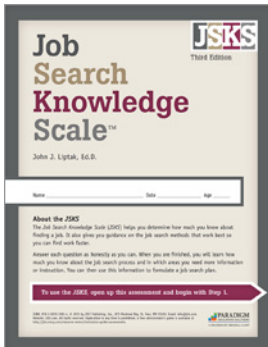 JSKS
Third Edition
Job
Search
Knowledge
Scale™
John J. Liptak, Ed.D.
Name
Date
Age
About the JSKS
The Job Search Knowledge Scale (JSKS) helps you determine how much you know about
finding a job. It also gives you guidance on the job search methods that work best so
you can find work faster.
Answer each question as honestly as you can. When you are finished, you will learn how
much you know about the job search process and in which areas you need more information
or instruction. You can then use this information to formulate a job search plan.
To use the JSKS, open up this assessment and begin with Step 1.
PARADIGM